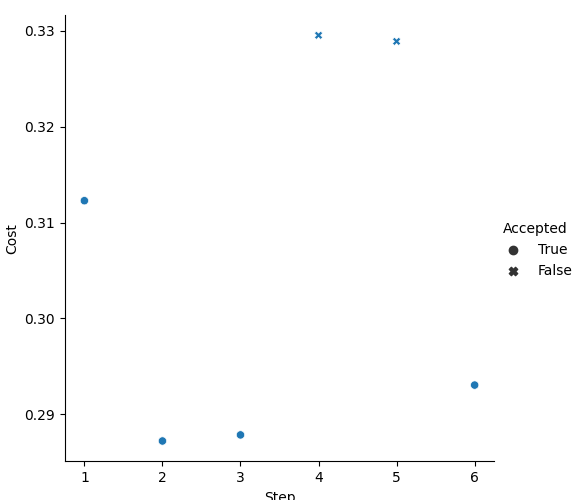 0.33
0.32
0.31
0.30
0.29
Cost
1 2 3 4 5 6
Step
Accepted
True
False